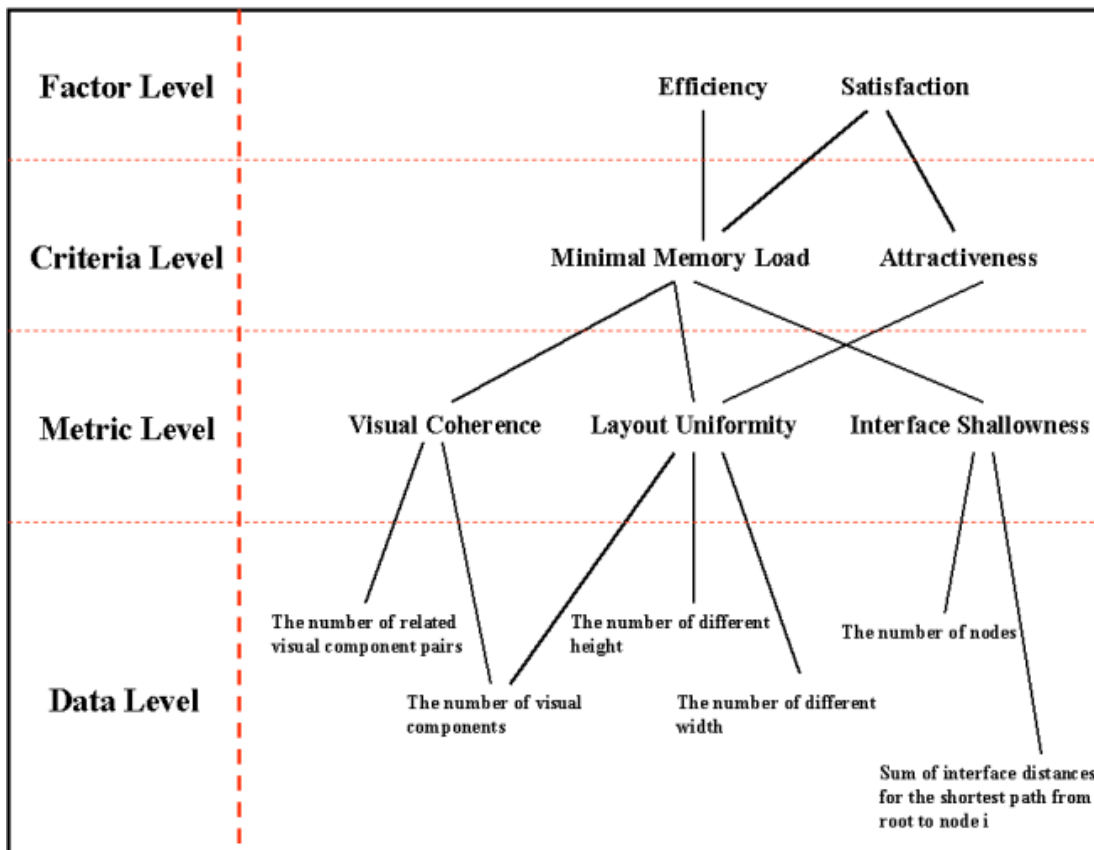 Factor Level
Efficiency
Satisfaction
Criteria Level
Minimal Memory Load
Attractiveness
Metric Level
Visual Coherence
Layout Uniformity
Interface Shallowness
Data Level
The number of related
visual component pairs
The number of different
height
The number of nodes
The number of visual
components
The number of different
width
Sum of interface distances
for the shortest path from
root to node i